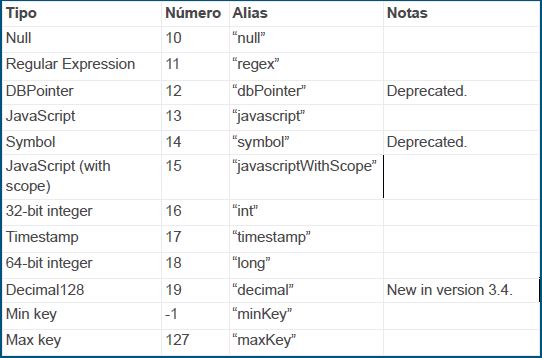 Tipo Número Alias Notas
Null 10 “null”
Regular Expression 11 “regex”
DBPointer 12 “dbPointer” Deprecated.
JavaScript 13 “javascript”
Symbol 14 “symbol” Deprecated.
JavaScript (with 15 “javascriptWithScope”
scope)
32-bit integer 16 “int”
Timestamp 17 “timestamp”
64-bit integer 18 “long”
Decimal128 19 “decimal” New in version 3.4.
Min key -1 “minKey”
Max key 127 “maxKey”